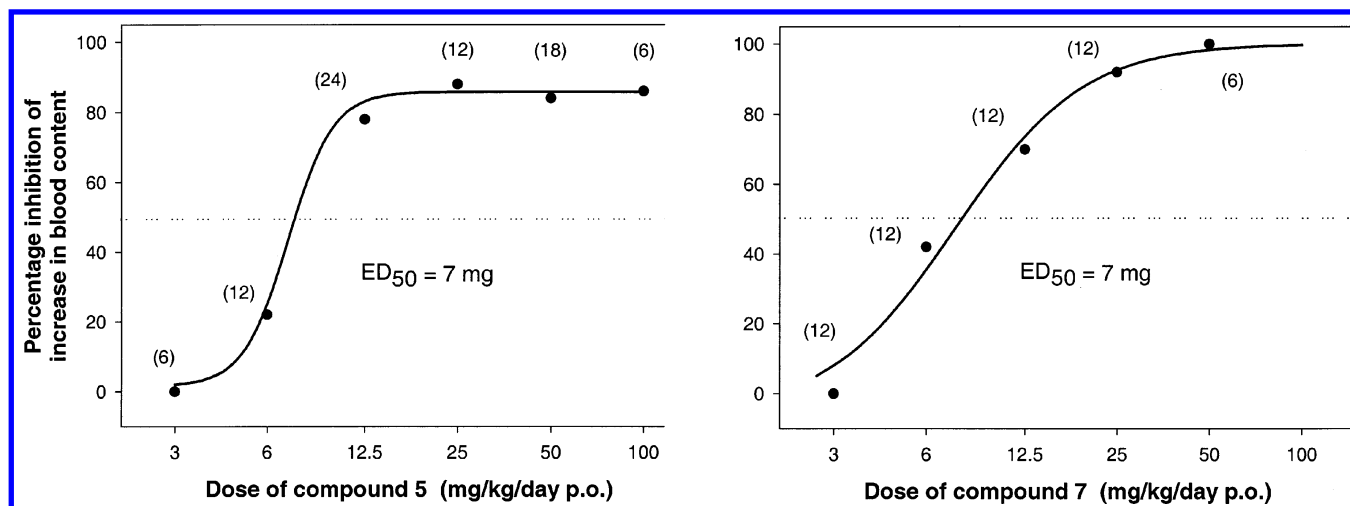 Percentage inhibition of
increase in blood content
100
80
60
40
20
0
(6)
(12)
(24)
(12)
(18)
(6)
ED50 = 7 mg
3 6 12.5 25 50 100
Dose of compound 5 (mg/kg/day p.o.)
100
80
60
40
20
0
(12)
(12)
(12)
(12)
(6)
ED50 = 7 mg
3 6 12.5 25 50 100
Dose of compound 7 (mg/kg/day p.o.)